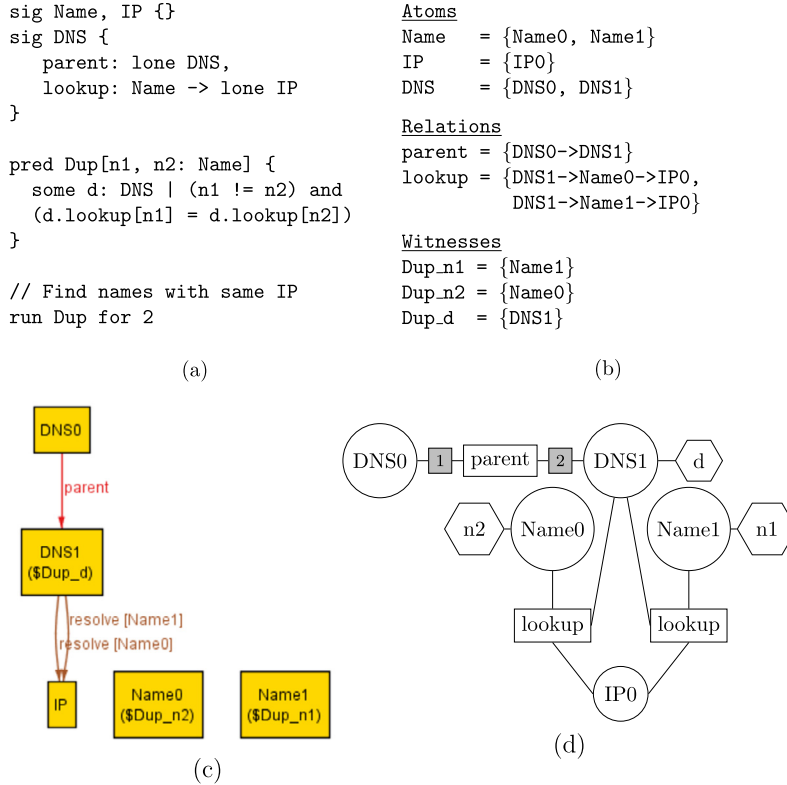 sig Name, IP {}
sig DNS {
parent: lone DNS,
lookup: Name -> lone IP
}
pred Dup[n1, n2: Name] {
some d: DNS | (n1 != n2) and
(d.lookup[n1] = d.lookup[n2])
}
// Find names with same IP
run Dup for 2
(a)
Atoms
Name = {Name0, Name1}
IP = {IP0}
DNS = {DNS0, DNS1}
Relations
parent = {DNS0->DNS1}
lookup = {DNS1->Name0->IP0,
DNS1->Name1->IP0}
Witnesses
Dup_n1 = {Name1}
Dup_n2 = {Name0}
Dup_d = {DNS1}
(b)
DNS0
parent
DNS1
($Dup_d)
resolve [Name1]
resolve [Name0]
IP
Name0
($Dup_n2)
Name1
($Dup_n1)
(c)
DNS0 1 parent 2 DNS1 d
n2 Name0 Name1 n1
lookup lookup
IP0
(d)